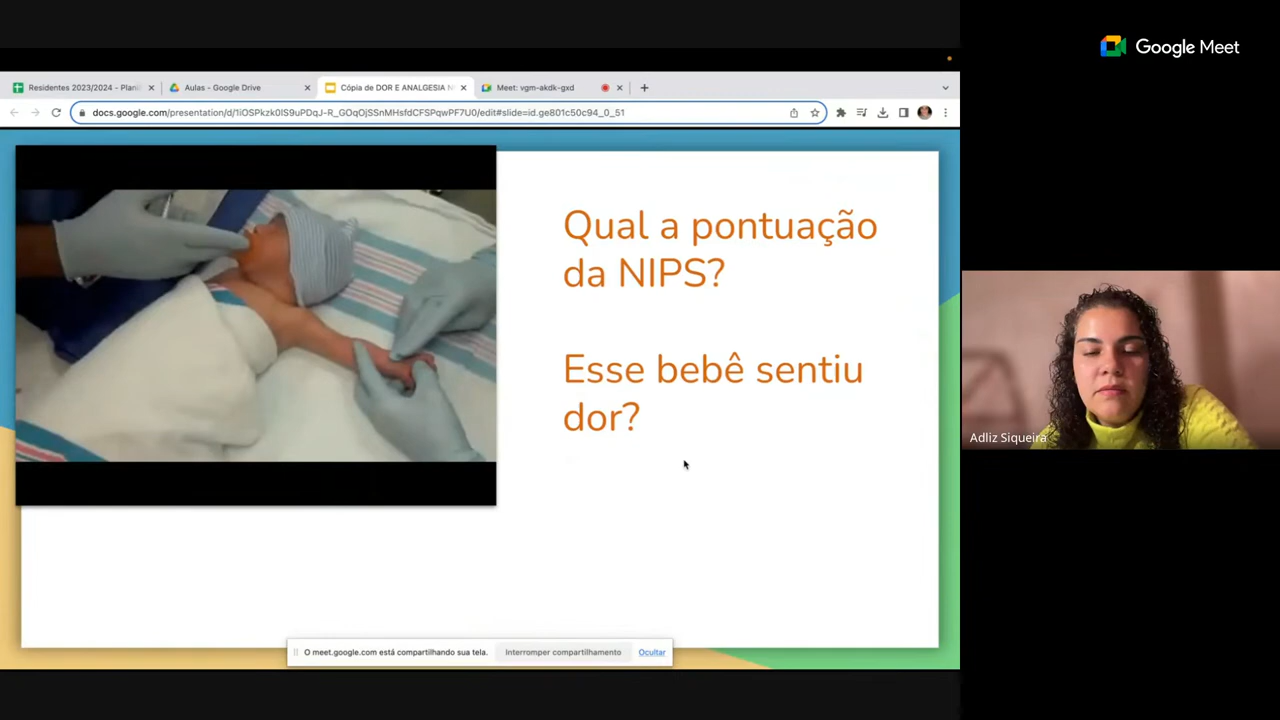 Google Meet
Residentes 2023/2024 - Plani
Aulas - Google Drive
Cópia de DOR E ANALGESIA N
Meet: vgm-akdk-gxd
docs.google.com/presentation/d/1iOSPkzk0lS9uPDqJ-R_GOqOjSSnMHsfdCFSPqwPF7U0/edit#slide=id.ge801c50c94_0_51
Qual a pontuação
da NIPS?
Esse bebê sentiu
dor?
Adliz Siqueira
O meet.google.com está compartilhando sua tela.
Interromper compartilhamento
Ocultar